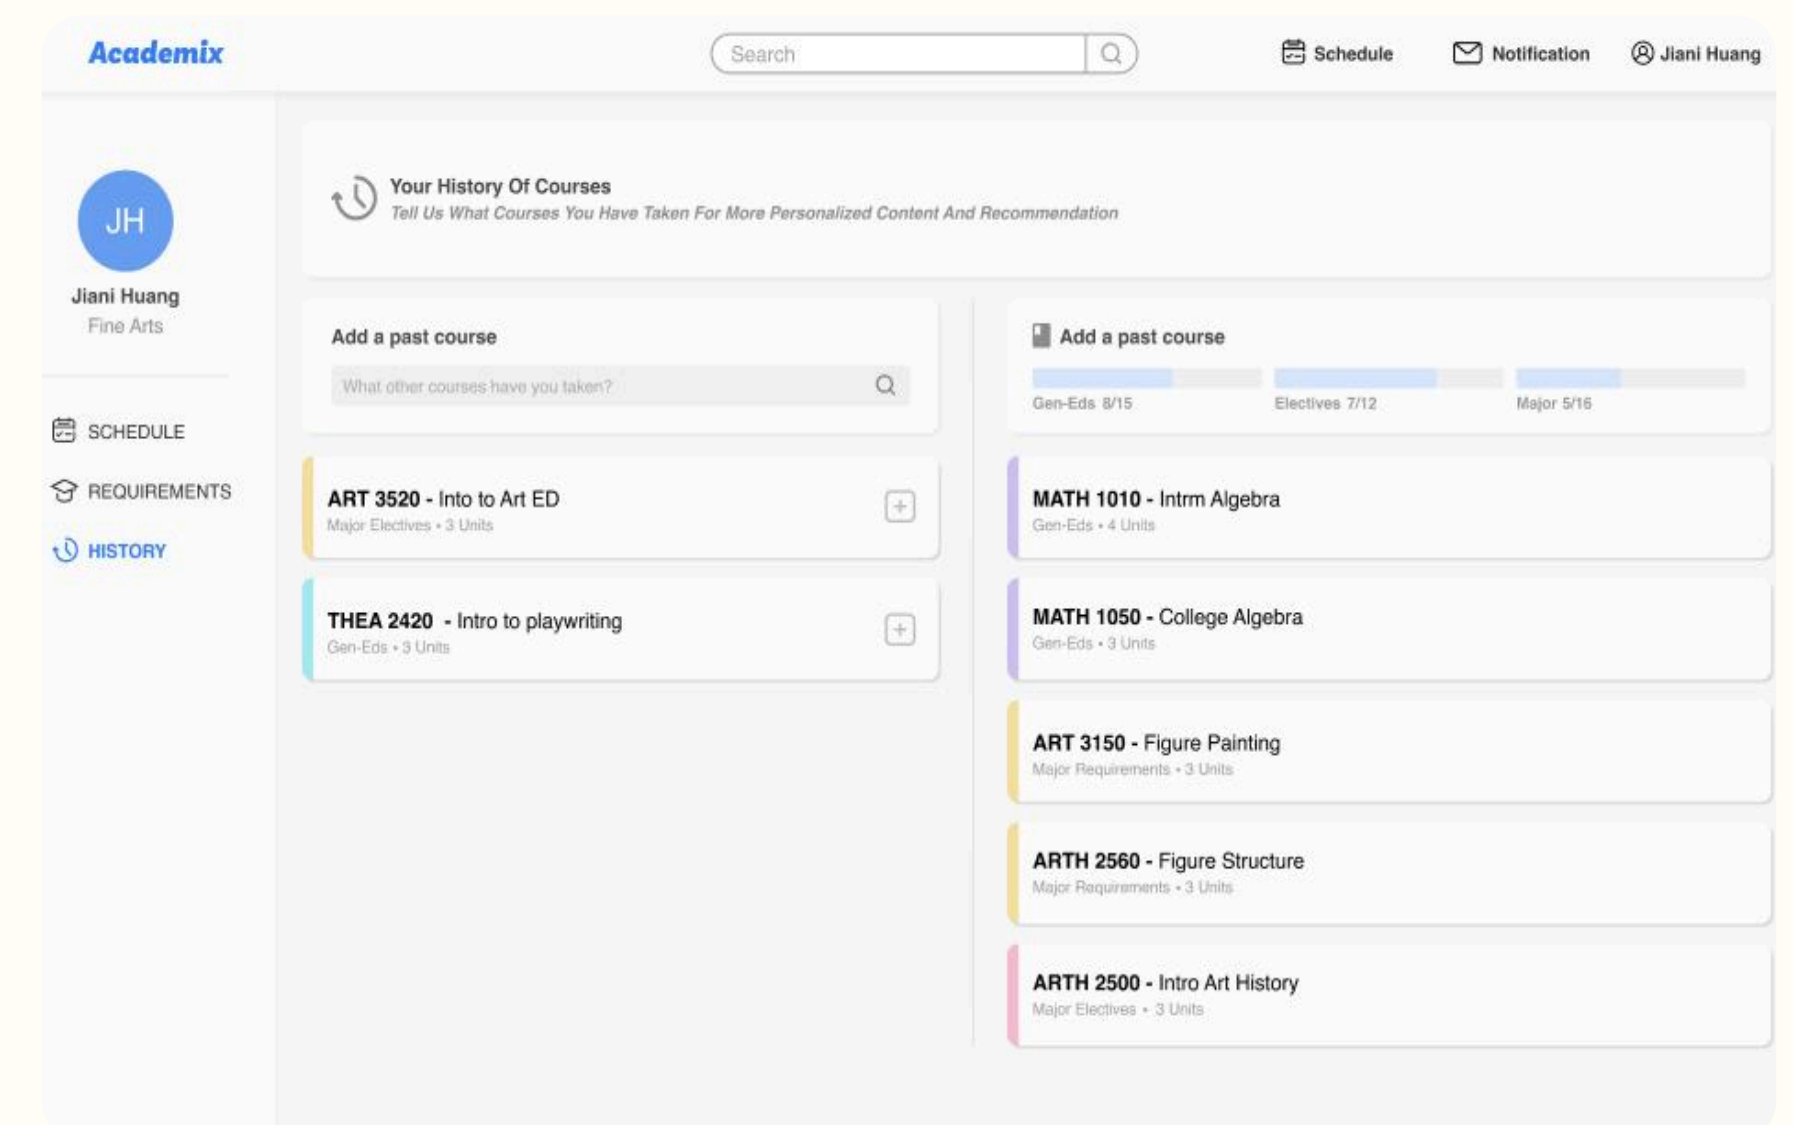 Academix
Search
Schedule
Notification
Jiani Huang
JH
Jiani Huang
Fine Arts
SCHEDULE
REQUIREMENTS
HISTORY
Your History Of Courses
Tell Us What Courses You Have Taken For More Personalized Content And Recommendation
Add a past course
What other courses have you taken?
ART 3520 - Into to Art ED
Major Electives • 3 Units
THEA 2420 - Intro to playwriting
Gen-Eds • 3 Units
Add a past course
Gen-Eds 8/15
Electives 7/12
Major 5/16
MATH 1010 - Intrm Algebra
Gen-Eds • 4 Units
MATH 1050 - College Algebra
Gen-Eds • 3 Units
ART 3150 - Figure Painting
Major Requirements • 3 Units
ARTH 2560 - Figure Structure
Major Requirements • 3 Units
ARTH 2500 - Intro Art History
Major Electives • 3 Units